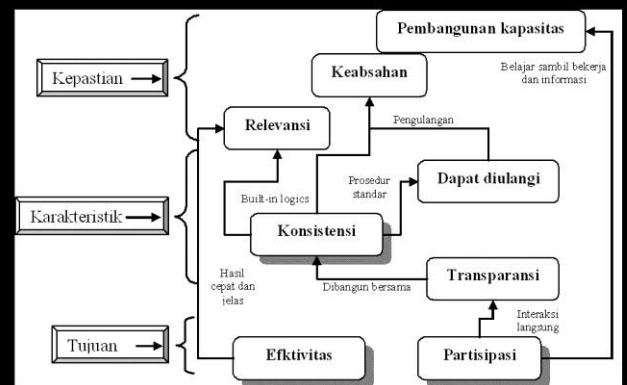 Pembangunan kapasitas
Keabsahan
Belajar sambil bekerja
dan informasi
Kepastian
Relevansi
Pengulangan
Dapat diulangi
Prosedur
standar
Built-in logics
Karakteristik
Konsistensi
Transparansi
Hasil
cepat dan
jelas
Dibangun bersama
Interaksi
langsung
Tujuan
Efktivitas
Partisipasi